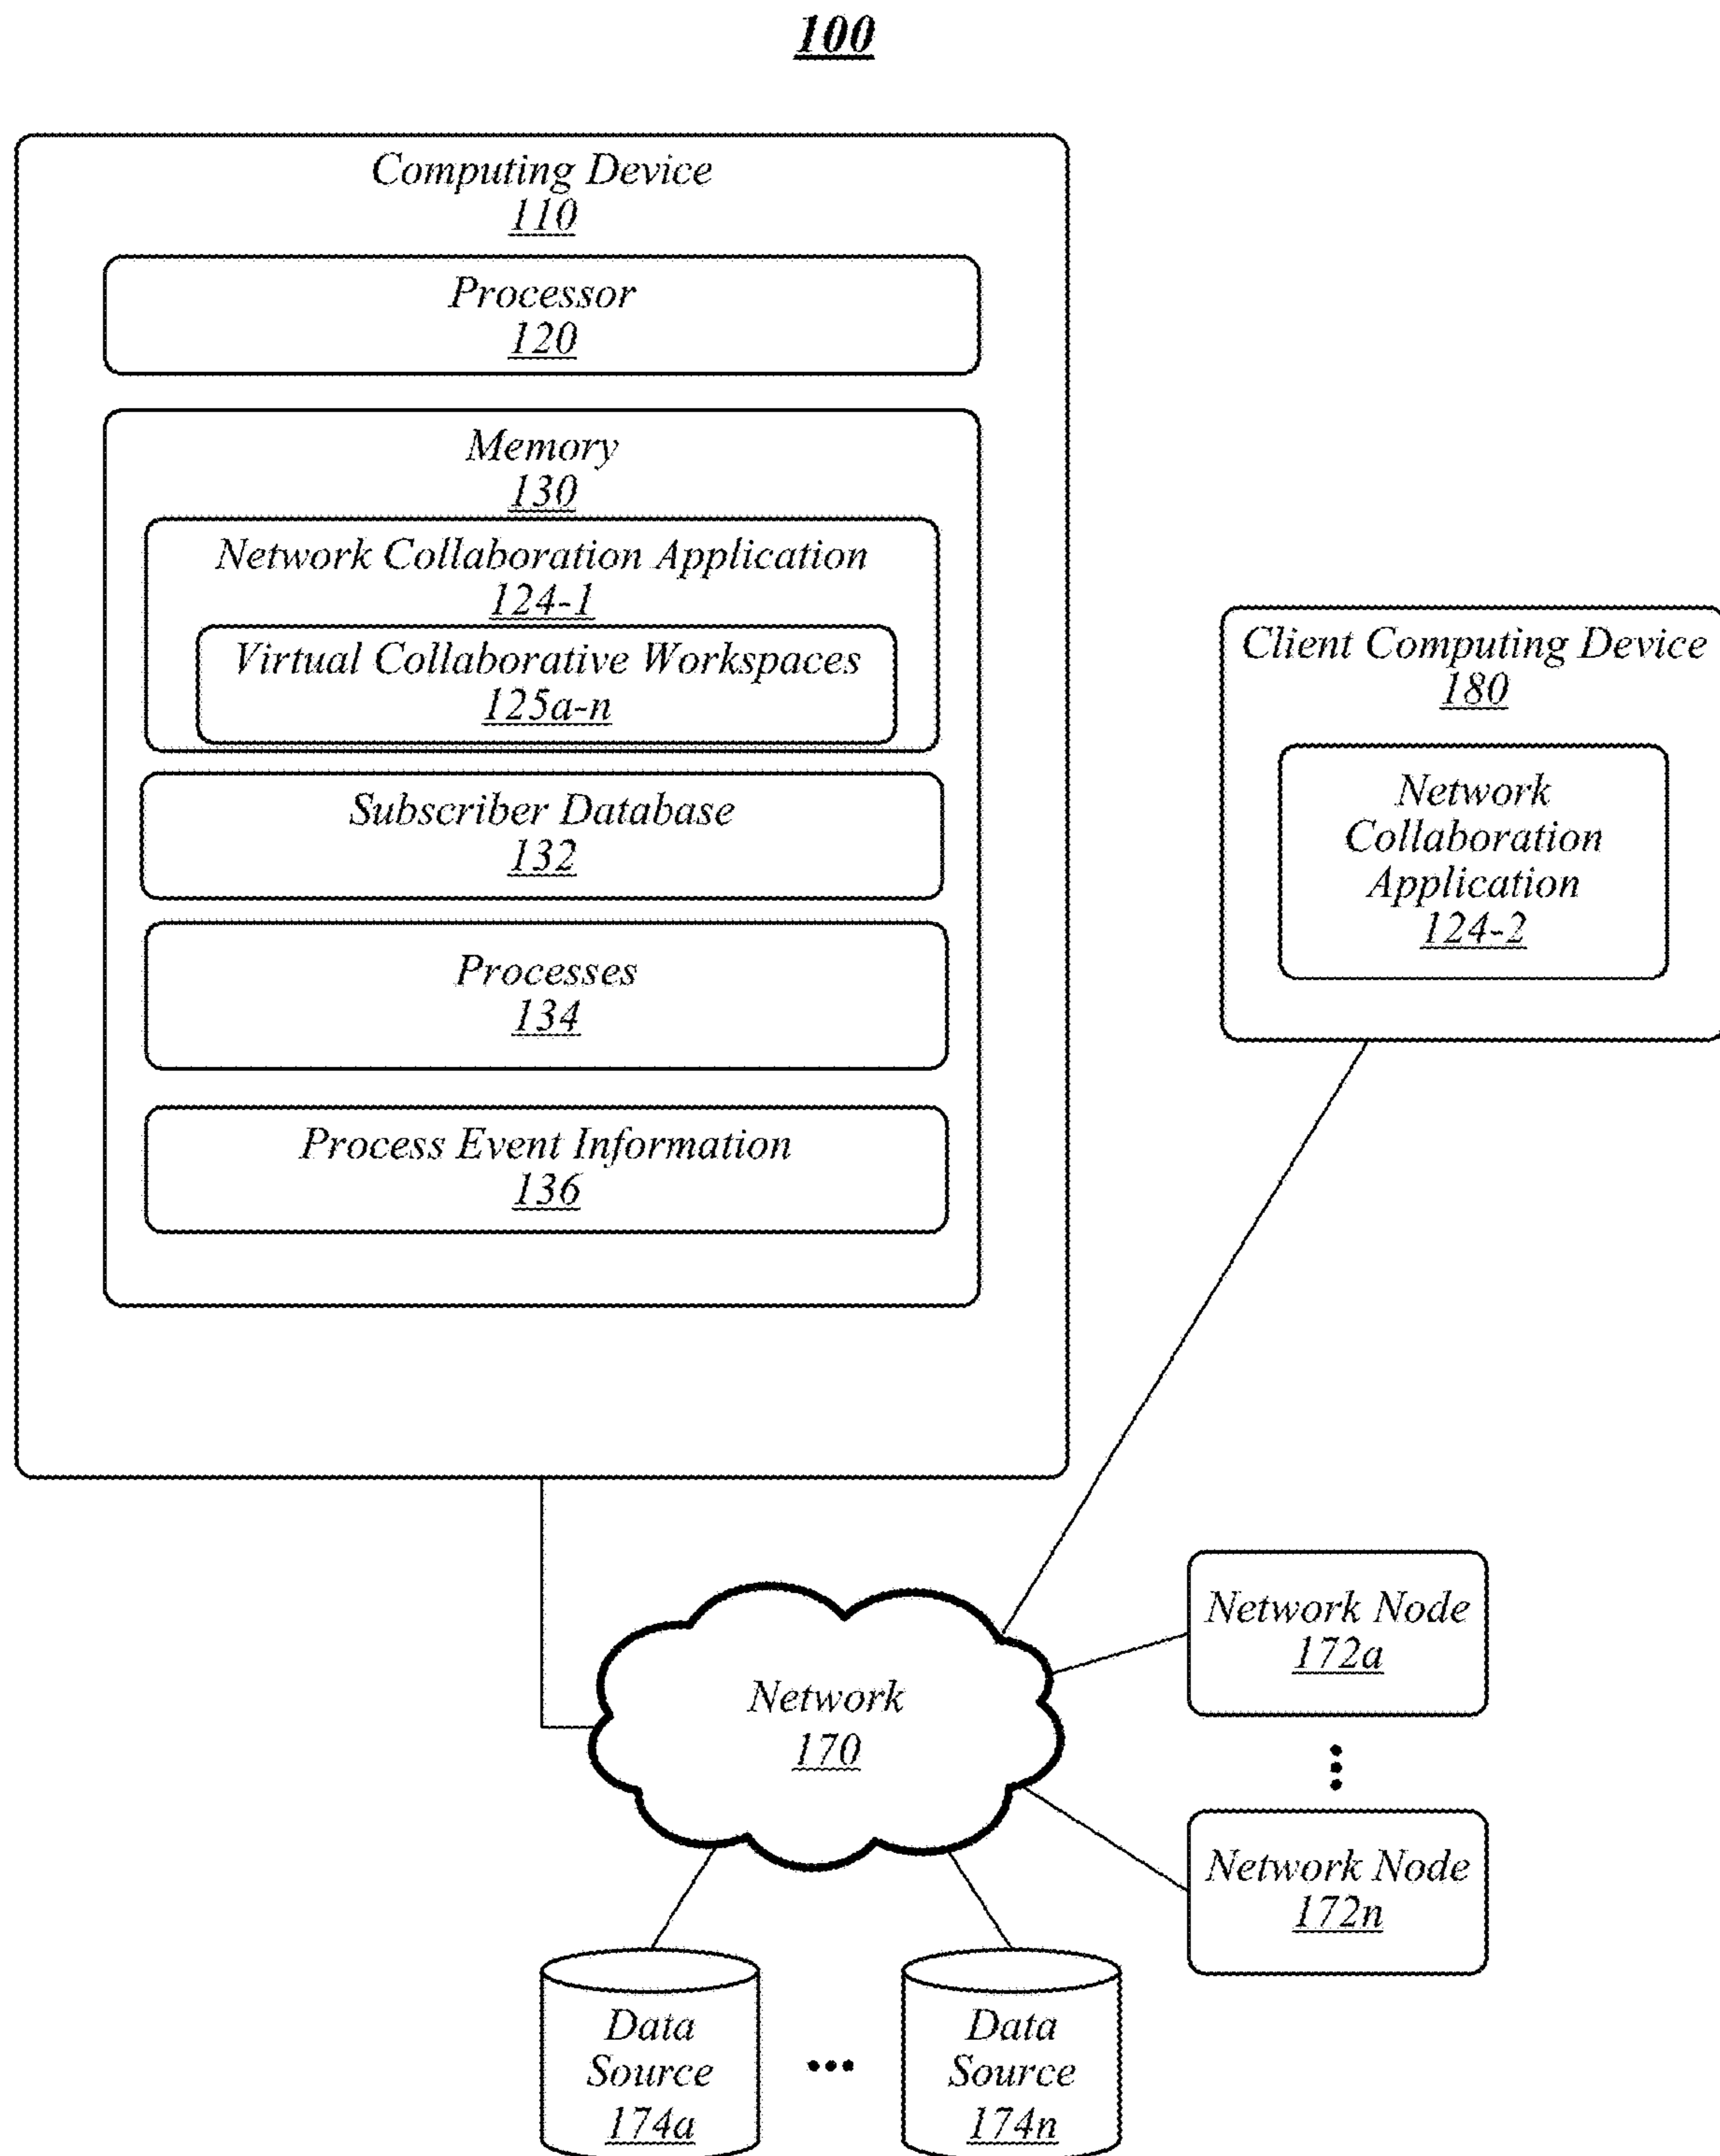 100
Computing Device
110
Processor
120
Memory
130
Network Collaboration Application
124-1
Virtual Collaborative Workspaces
125a-n
Subscriber Database
132
Processes
134
Process Event Information
136
Client Computing Device
180
Network
Collaboration
Application
124-2
Network
170
Network Node
172a
Network Node
172n
Data
Source
174a
Data
Source
174n